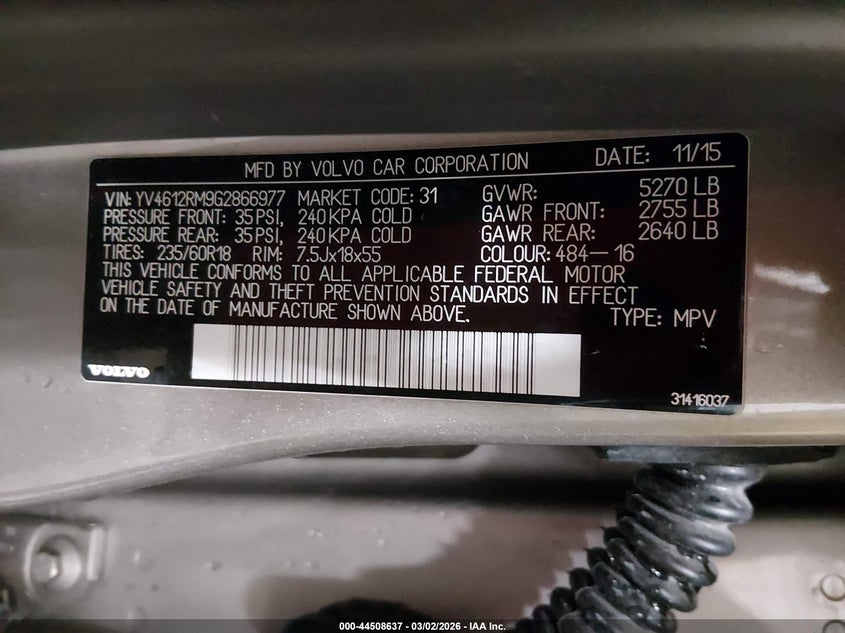 MFD BY VOLVO CAR CORPORATION DATE: 11/15
VIN: YV4612RM9G2866977 MARKET CODE: 31 GVWR: 5270 LB
PRESSURE FRONT: 35 PSI, 240 KPA COLD GAWR FRONT: 2755 LB
PRESSURE REAR: 35 PSI, 240 KPA COLD GAWR REAR: 2640 LB
TIRES: 235/60R18 RIM: 7.5Jx18x55 COLOUR: 484—16
THIS VEHICLE CONFORMS TO ALL APPLICABLE FEDERAL MOTOR
VEHICLE SAFETY AND THEFT PREVENTION STANDARDS IN EFFECT
ON THE DATE OF MANUFACTURE SHOWN ABOVE. TYPE: MPV
VOLVO
31416037
000-44508637 - 03/02/2026 - IAA Inc.